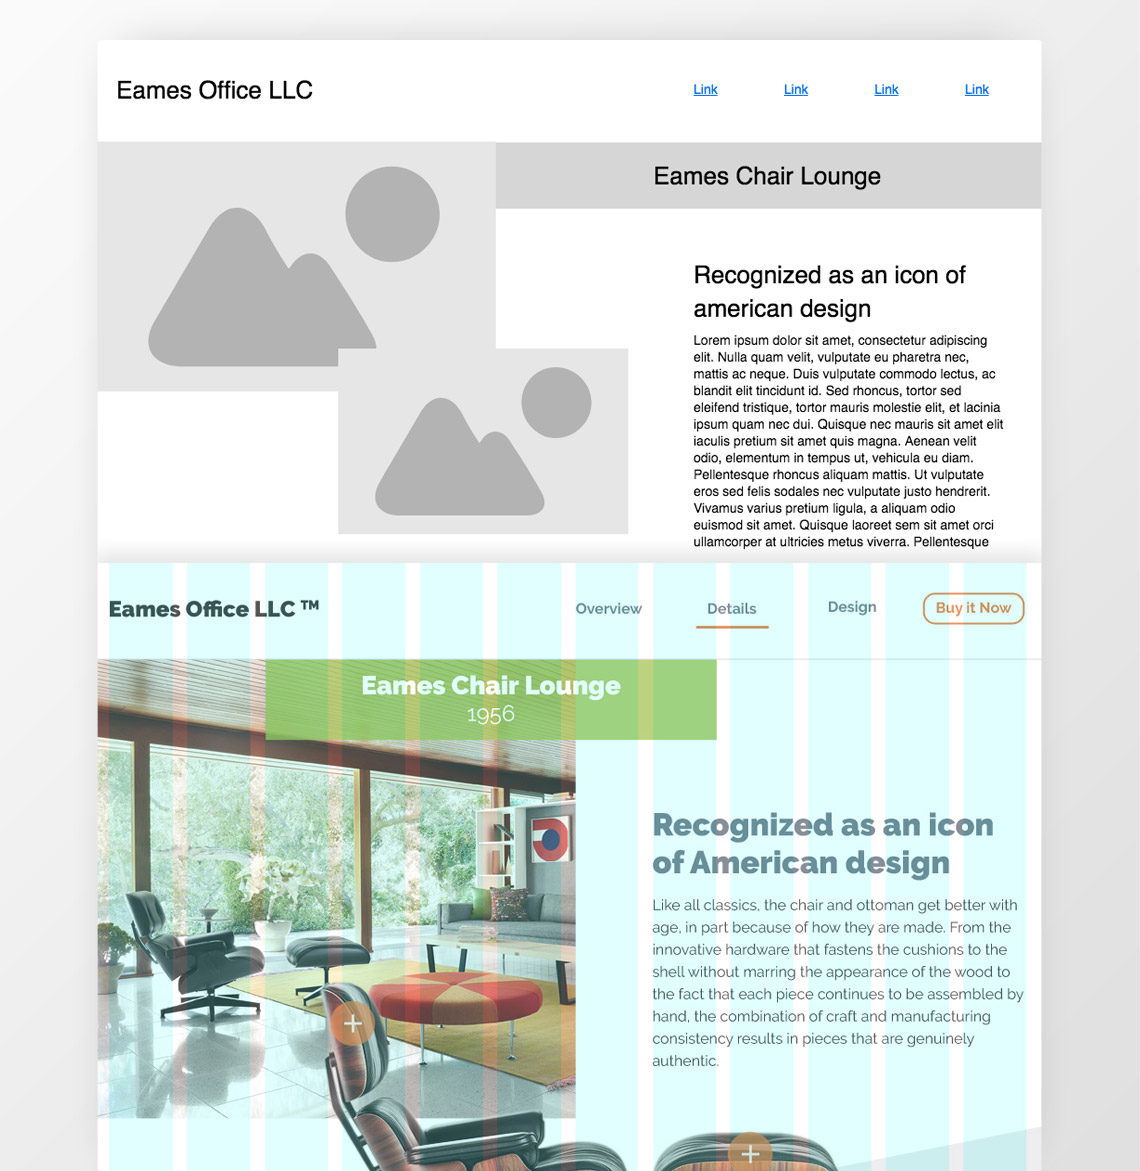 Eames Office LLC
Link
Link
Link
Link
Eames Chair Lounge
Recognized as an icon of
american design
Lorem ipsum dolor sit amet, consectetur adipiscing
elit. Nulla quam velit, vulputate eu pharetra nec,
mattis ac neque. Duis vulputate commodo lectus, ac
blandit elit tincidunt id. Sed rhoncus, tortor sed
eleifend tristique, tortor mauris molestie elit, et lacinia
ipsum quam nec dui. Quisque nec mauris sit amet elit
iaculis pretium sit amet quis magna. Aenean velit
odio, elementum in tempus ut, vehicula eu diam.
Pellentesque rhoncus aliquam mattis. Ut vulputate
eros sed felis sodales nec vulputate justo hendrerit.
Vivamus varius pretium ligula, a aliquam odio
euismod sit amet. Quisque laoreet sem sit amet orci
ullamcorper at ultricies metus viverra. Pellentesque
Eames Office LLC ™
Overview
Details
Design
Buy it Now
Eames Chair Lounge
1956
Recognized as an icon
of American design
Like all classics, the chair and ottoman get better with
age, in part because of how they are made. From the
innovative hardware that fastens the cushions to the
shell without marring the appearance of the wood to
the fact that each piece continues to be assembled by
hand, the combination of craft and manufacturing
consistency results in pieces that are genuinely
authentic.